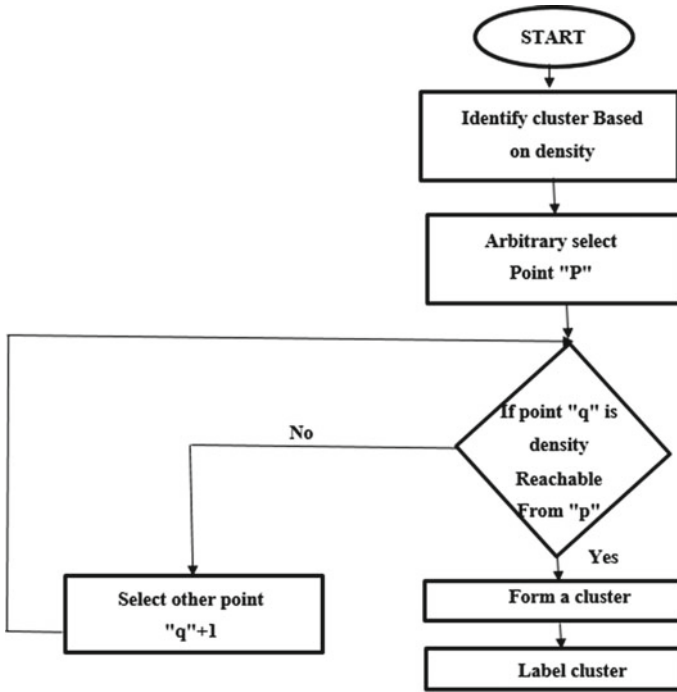 START
Identify cluster Based
on density
Arbitrary select
Point "P"
If point "q" is
density
Reachable
From "p"
No
Yes
Select other point
"q"+1
Form a cluster
Label cluster